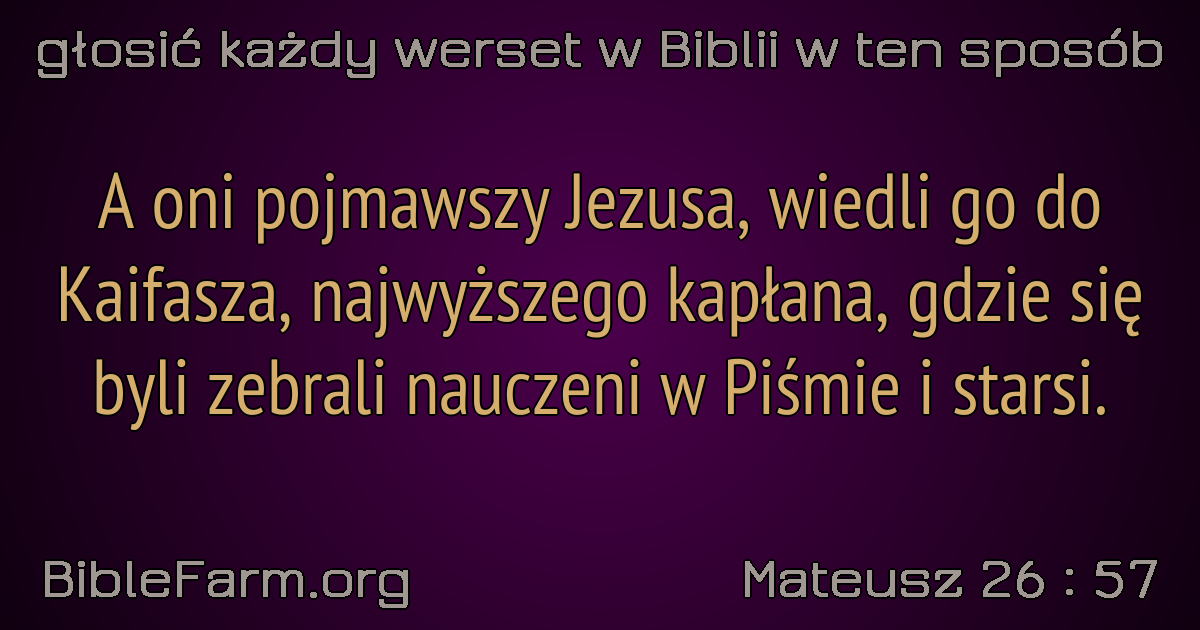 głosić każdy werset w Biblii w ten sposób
A oni pojmawszy Jezusa, wiedli go do
Kaifasza, najwyższego kapłana, gdzie się
byli zebrali nauczeni w Piśmie i starsi.
BibleFarm.org
Mateusz 26 : 57